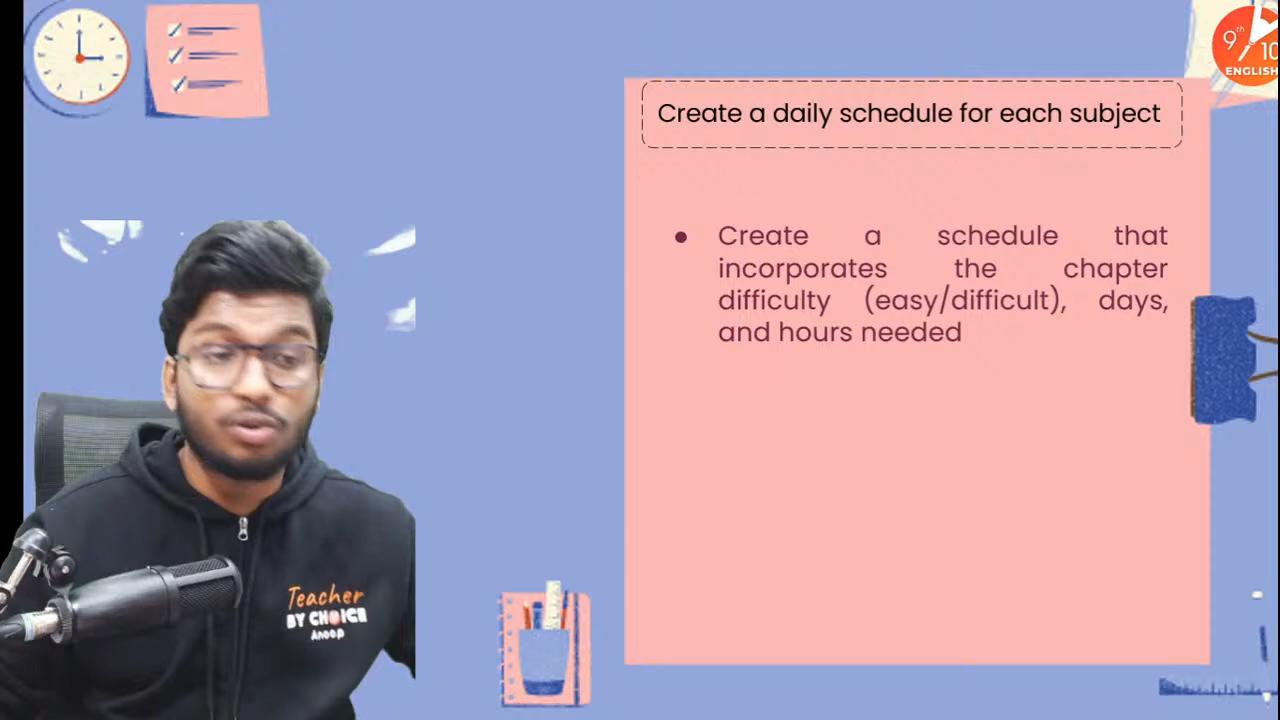 9th/10
ENGLISH
Create a daily schedule for each subject
● Create a schedule that
incorporates the chapter
difficulty (easy/difficult), days,
and hours needed
Teacher
BY CHOICE
Anoop